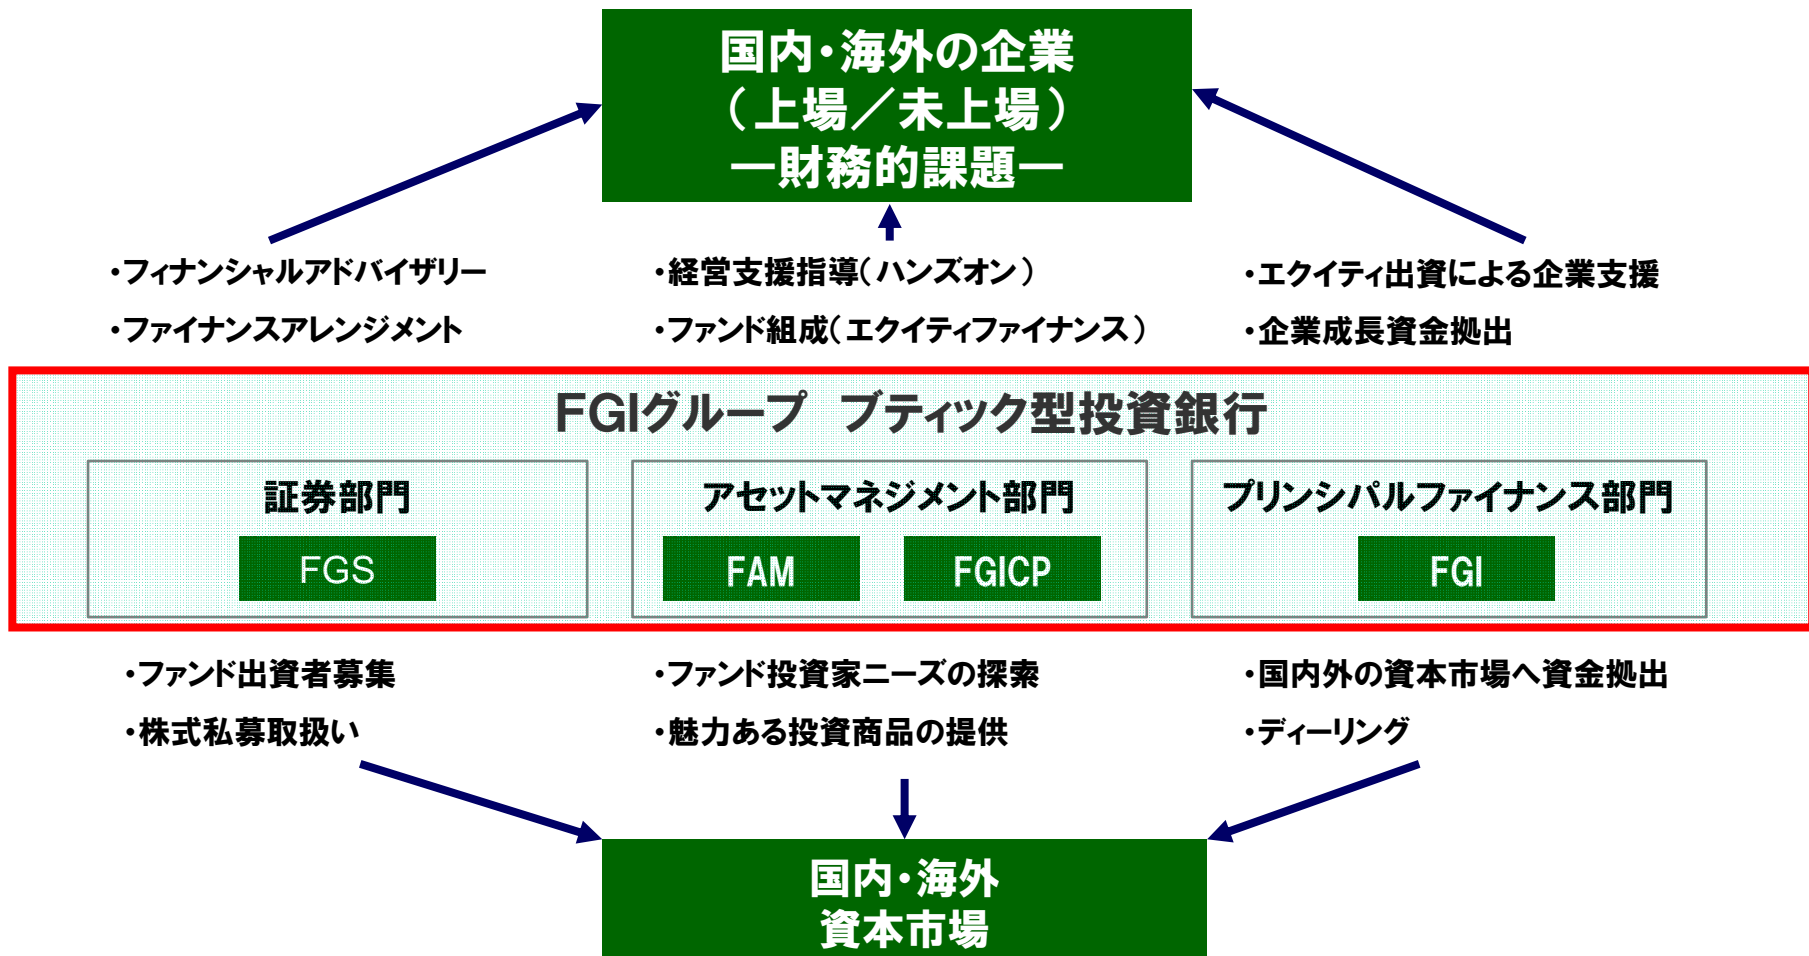 国内・海外の企業
（上場／未上場）
―財務的課題―
・フィナンシャルアドバイザリー
・ファイナンスアレンジメント
・経営支援指導（ハンズオン）
・ファンド組成（エクイティファイナンス）
・エクイティ出資による企業支援
・企業成長資金拠出
FGIグループ　ブティック型投資銀行
証券部門
FGS
アセットマネジメント部門
FAM
FGICP
プリンシパルファイナンス部門
FGI
・ファンド出資者募集
・株式私募取扱い
・ファンド投資家ニーズの探索
・魅力ある投資商品の提供
・国内外の資本市場へ資金拠出
・ディーリング
国内・海外
資本市場